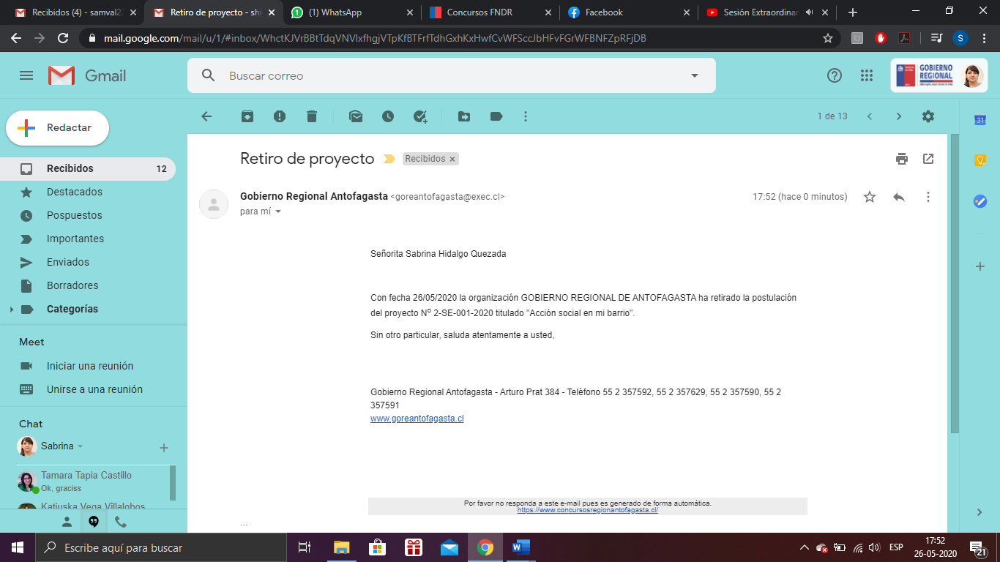 Recibidos (4) - samval2
Retiro de proyecto - shi
(1) WhatsApp
Concursos FNDR
Facebook
Sesión Extraordinar
mail.google.com/mail/u/1/#inbox/WhctKJVrBBtTdqVNVlxfhgjVTpKfBTFrfTdhGxhKxHwfCvWFSccJbHFvFGrWFBNFZpRFjDB
S
Gmail
Buscar correo
GOBIERNO
REGIONAL
Redactar
1 de 13
31
Recibidos 12
Destacados
Pospuestos
Importantes
Enviados
Borradores
Categorías
Meet
Iniciar una reunión
Unirse a una reunión
Chat
Sabrina
Tamara Tapia Castillo
Ok, graciss
Katiuska Vega Villalobos
Retiro de proyecto
Recibidos x
Gobierno Regional Antofagasta <goreantofagasta@exec.cl>
17:52 (hace 0 minutos)
para mí
Señorita Sabrina Hidalgo Quezada
Con fecha 26/05/2020 la organización GOBIERNO REGIONAL DE ANTOFAGASTA ha retirado la postulación
del proyecto Nº 2-SE-001-2020 titulado "Acción social en mi barrio".
Sin otro particular, saluda atentamente a usted,
Gobierno Regional Antofagasta - Arturo Prat 384 - Teléfono 55 2 357592, 55 2 357629, 55 2 357590, 55 2
357591
www.goreantofagasta.cl
Por favor no responda a este e-mail pues es generado de forma automática.
https://www.concursosregionantofagasta.cl/
...
Escribe aquí para buscar
ESP
17:52
26-05-2020
21